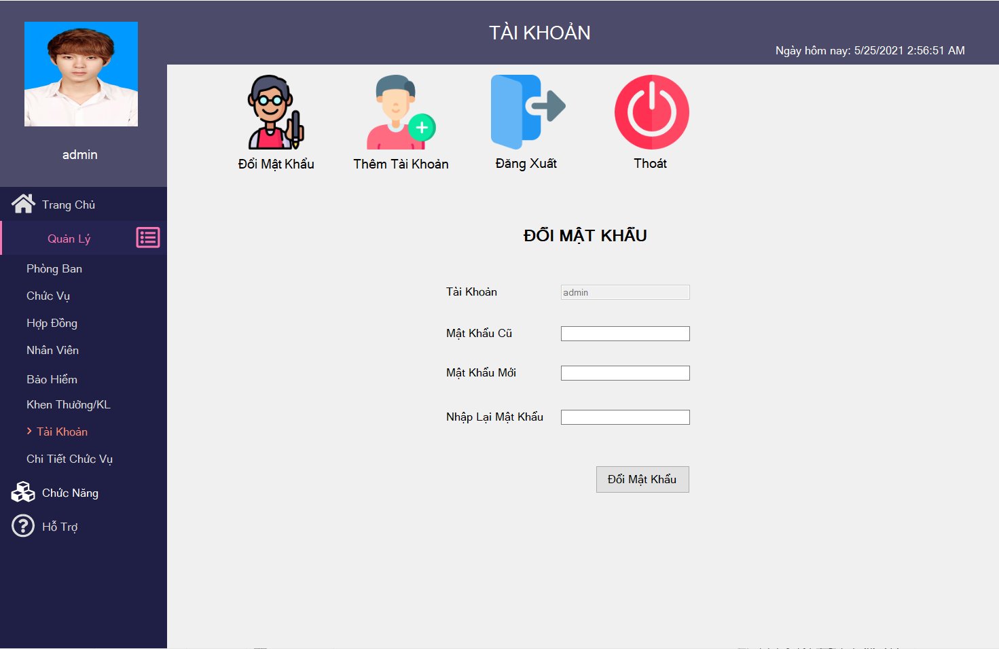 TÀI KHOẢN
Ngày hôm nay: 5/25/2021 2:56:51 AM
admin
Đổi Mật Khẩu
Thêm Tài Khoản
Đăng Xuất
Thoát
Trang Chủ
Quản Lý
Phòng Ban
Chức Vụ
Hợp Đồng
Nhân Viên
Bảo Hiểm
Khen Thưởng/KL
Tài Khoản
Chi Tiết Chức Vụ
Chức Năng
Hỗ Trợ
ĐỔI MẬT KHẨU
Tài Khoản admin
Mật Khẩu Cũ
Mật Khẩu Mới
Nhập Lại Mật Khẩu
Đổi Mật Khẩu